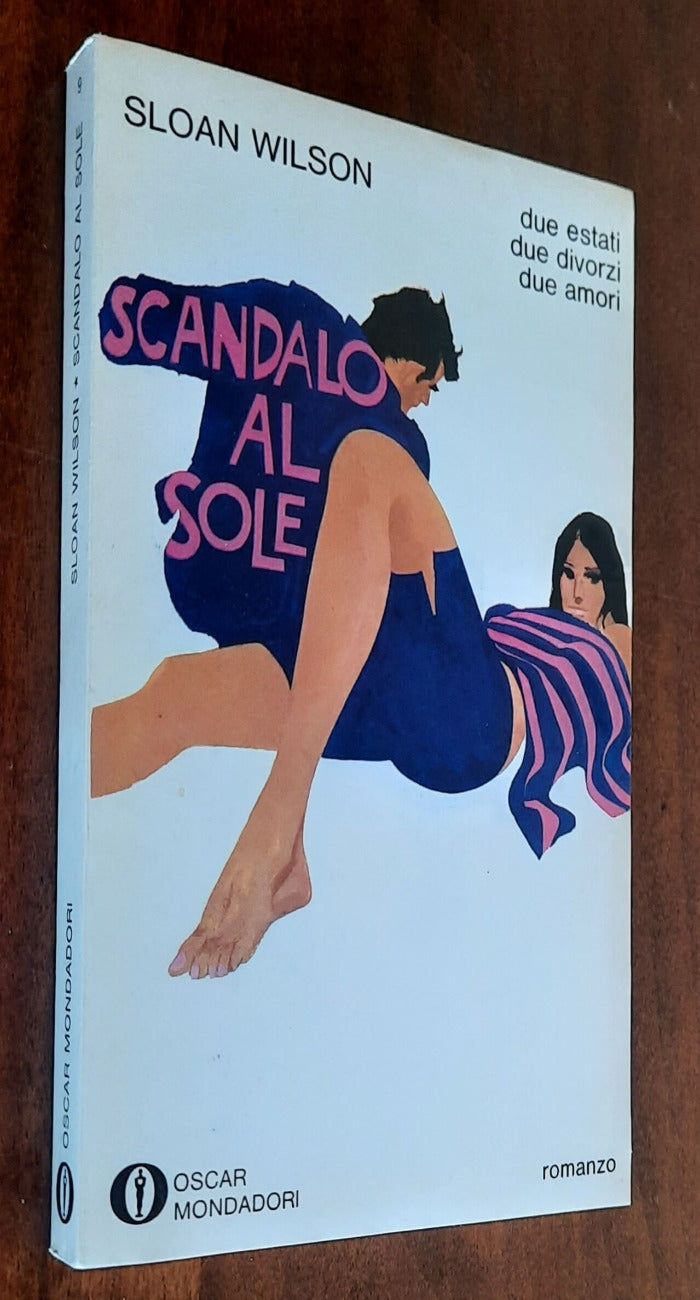 SLOAN WILSON
due estati
due divorzi
due amori
SCANDALO
AL
SOLE
OSCAR
MONDADORI
romanzo
SLOAN WILSON ★ SCANDALO AL SOLE
OSCAR MONDADORI